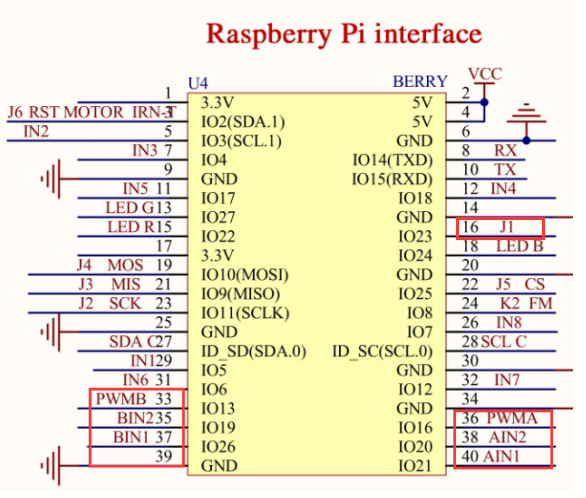 Raspberry Pi interface
U4 BERRY VCC
1 3.3V 5V 2
J6 RST MOTOR IRN-T 3 IO2(SDA.1) 5V 4
IN2 5 IO3(SCL.1) GND 6
IN3 7 IO4 IO14(TXD) 8 RX
9 GND IO15(RXD) 10 TX
IN5 11 IO17 IO18 12 IN4
LED G 13 IO27 GND 14
LED R 15 IO22 IO23 16 J1
17 3.3V IO24 18 LED B
J4 MOS 19 IO10(MOSI) GND 20
J3 MIS 21 IO9(MISO) IO25 22 J5 CS
J2 SCK 23 IO11(SCLK) IO8 24 K2 FM
25 GND IO7 26 IN8
SDA C 27 ID_SD(SDA.0) ID_SC(SCL.0) 28 SCL C
IN1 29 IO5 GND 30
IN6 31 IO6 IO12 32 IN7
PWMB 33 IO13 GND 34
BIN2 35 IO19 IO16 36 PWMA
BIN1 37 IO26 IO20 38 AIN2
39 GND IO21 40 AIN1